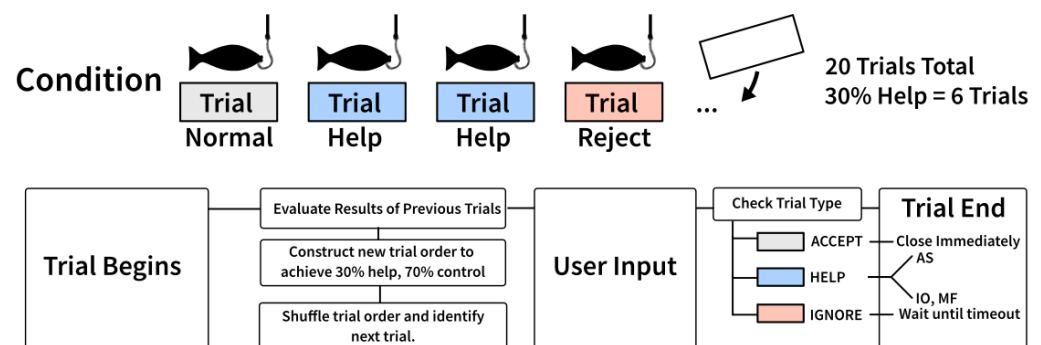 Condition
Trial
Normal
Trial
Help
Trial
Help
Trial
Reject
...
20 Trials Total
30% Help = 6 Trials
Trial Begins
Evaluate Results of Previous Trials
Construct new trial order to
achieve 30% help, 70% control
Shuffle trial order and identify
next trial.
User Input
Check Trial Type
ACCEPT
HELP
IGNORE
Trial End
Close Immediately
AS
IO, MF
Wait until timeout